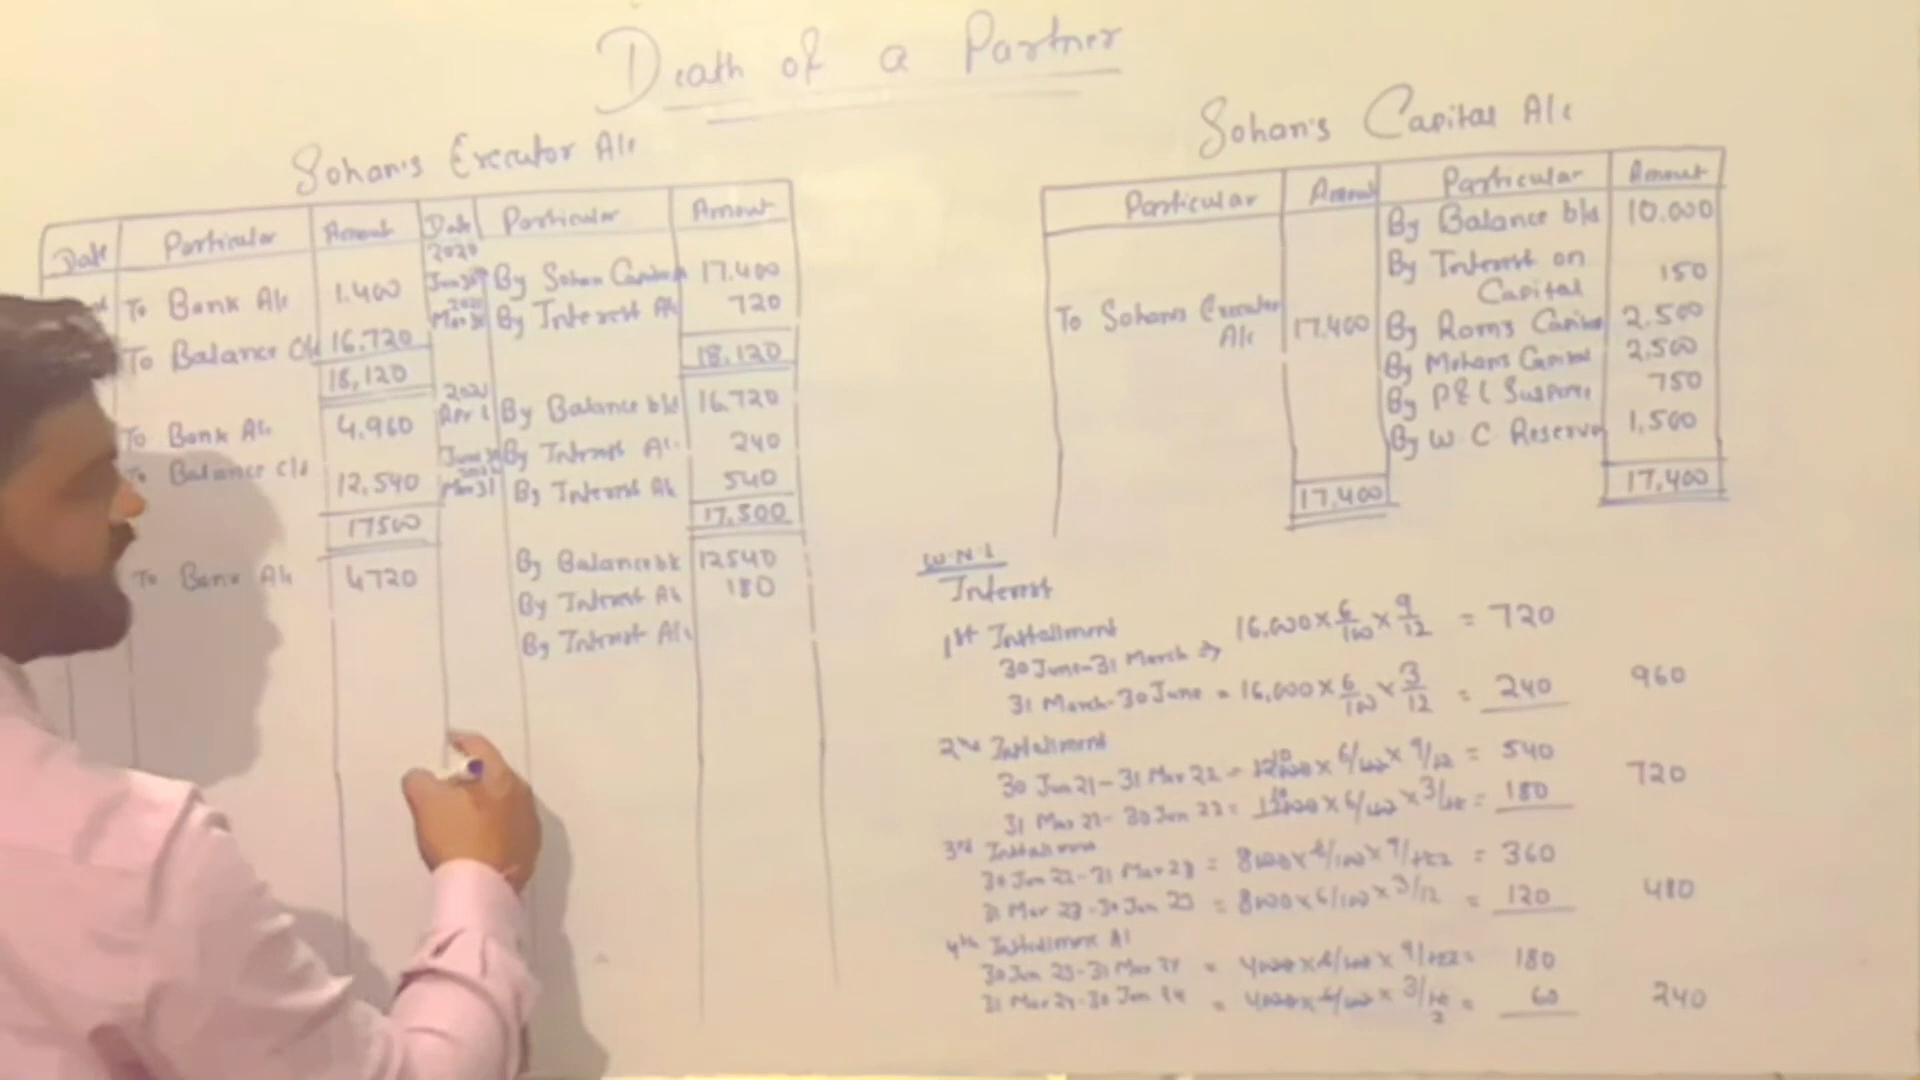 Death of a Partner
Sohan's Executor A/c
Date Particular Amount Date Particular Amount
2020
To Bank A/c 1.400 Jun 30 By Sohan Capital 17.400
2021
To Balance c/d 16.720 Mar 31 By Interest A/c 720
18,120 18,120
2021
To Bank A/c 4.960 Apr 1 By Balance b/d 16.720
To Balance c/d 12.540 June 30 By Interest A/c 240
Mar 31 By Interest A/c 540
17500 17,500
To Bank A/c 4720 By Balance b/d 12540
By Interest A/c 180
By Interest A/c
Sohan's Capital A/c
Particular Amount Particular Amount
By Balance b/d 10.000
By Interest on
Capital 150
To Sohan's Executor
A/c 17.400 By Ram's Capital 2.500
By Mohan's Capital 2,500
By P&L Suspense 750
By W C Reserve 1,500
17.400 17,400
W.N.1
Interest
1st Installment
30 June-31 March => 16.000 x 6/100 x 9/12 = 720
31 March-30 June = 16,000 x 6/100 x 3/12 = 240 960
2nd Installment
30 Jun 21-31 Mar 22 = 12000 x 6/100 x 9/12 = 540
720
31 Mar 22-30 Jun 22 = 12000 x 6/100 x 3/12 = 180
3rd Installment
30 Jun 22-31 Mar 23 = 8000 x 6/100 x 9/12 = 360
31 Mar 23-30 Jun 23 = 8000 x 6/100 x 3/12 = 120 480
4th Installment
30 Jun 23-31 Mar 24 = 4000 x 6/100 x 9/12 = 180
31 Mar 24-30 Jun 24 = 4000 x 6/100 x 3/12 = 60 240